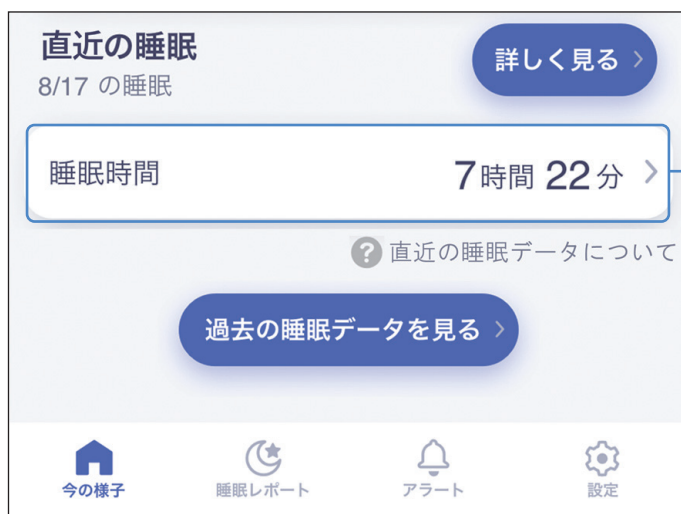 直近の睡眠
詳しく見る >
8/17 の睡眠
睡眠時間
7時間 22分 >
? 直近の睡眠データについて
過去の睡眠データを見る >
今の様子
睡眠レポート
アラート
設定